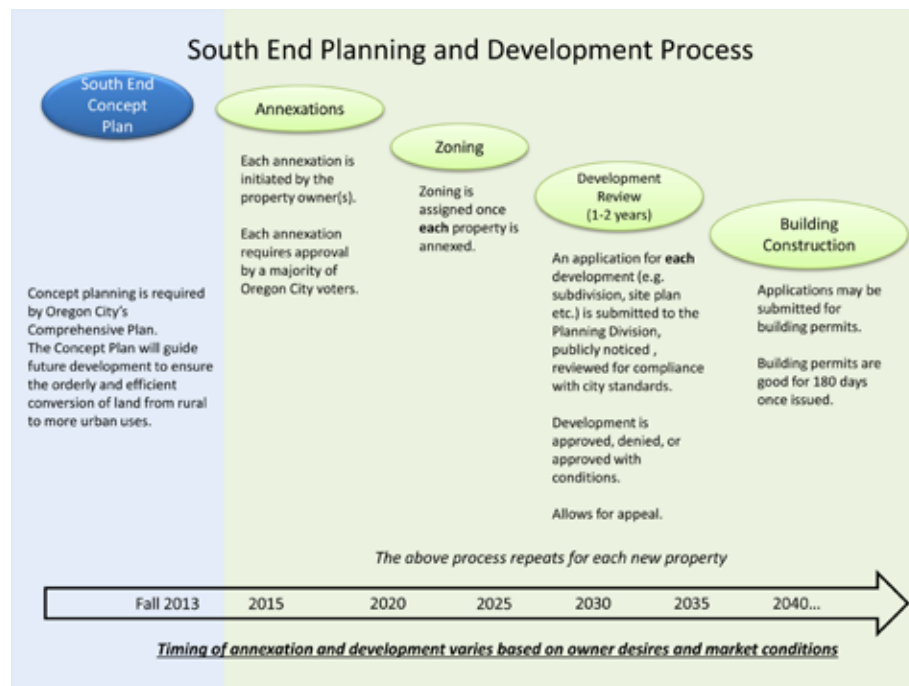 South End Planning and Development Process
South End
Concept
Plan
Concept planning is required
by Oregon City's
Comprehensive Plan.
The Concept Plan will guide
future development to ensure
the orderly and efficient
conversion of land from rural
to more urban uses.
Annexations
Each annexation is
initiated by the
property owner(s).
Each annexation
requires approval
by a majority of
Oregon City voters.
Zoning
Zoning is
assigned once
each property is
annexed.
Development
Review
(1-2 years)
An application for each
development (e.g.
subdivision, site plan
etc.) is submitted to the
Planning Division,
publicly noticed ,
reviewed for compliance
with city standards.
Development is
approved, denied, or
approved with
conditions.
Allows for appeal.
Building
Construction
Applications may be
submitted for
building permits.
Building permits are
good for 180 days
once issued.
The above process repeats for each new property
Fall 2013 2015 2020 2025 2030 2035 2040...
Timing of annexation and development varies based on owner desires and market conditions